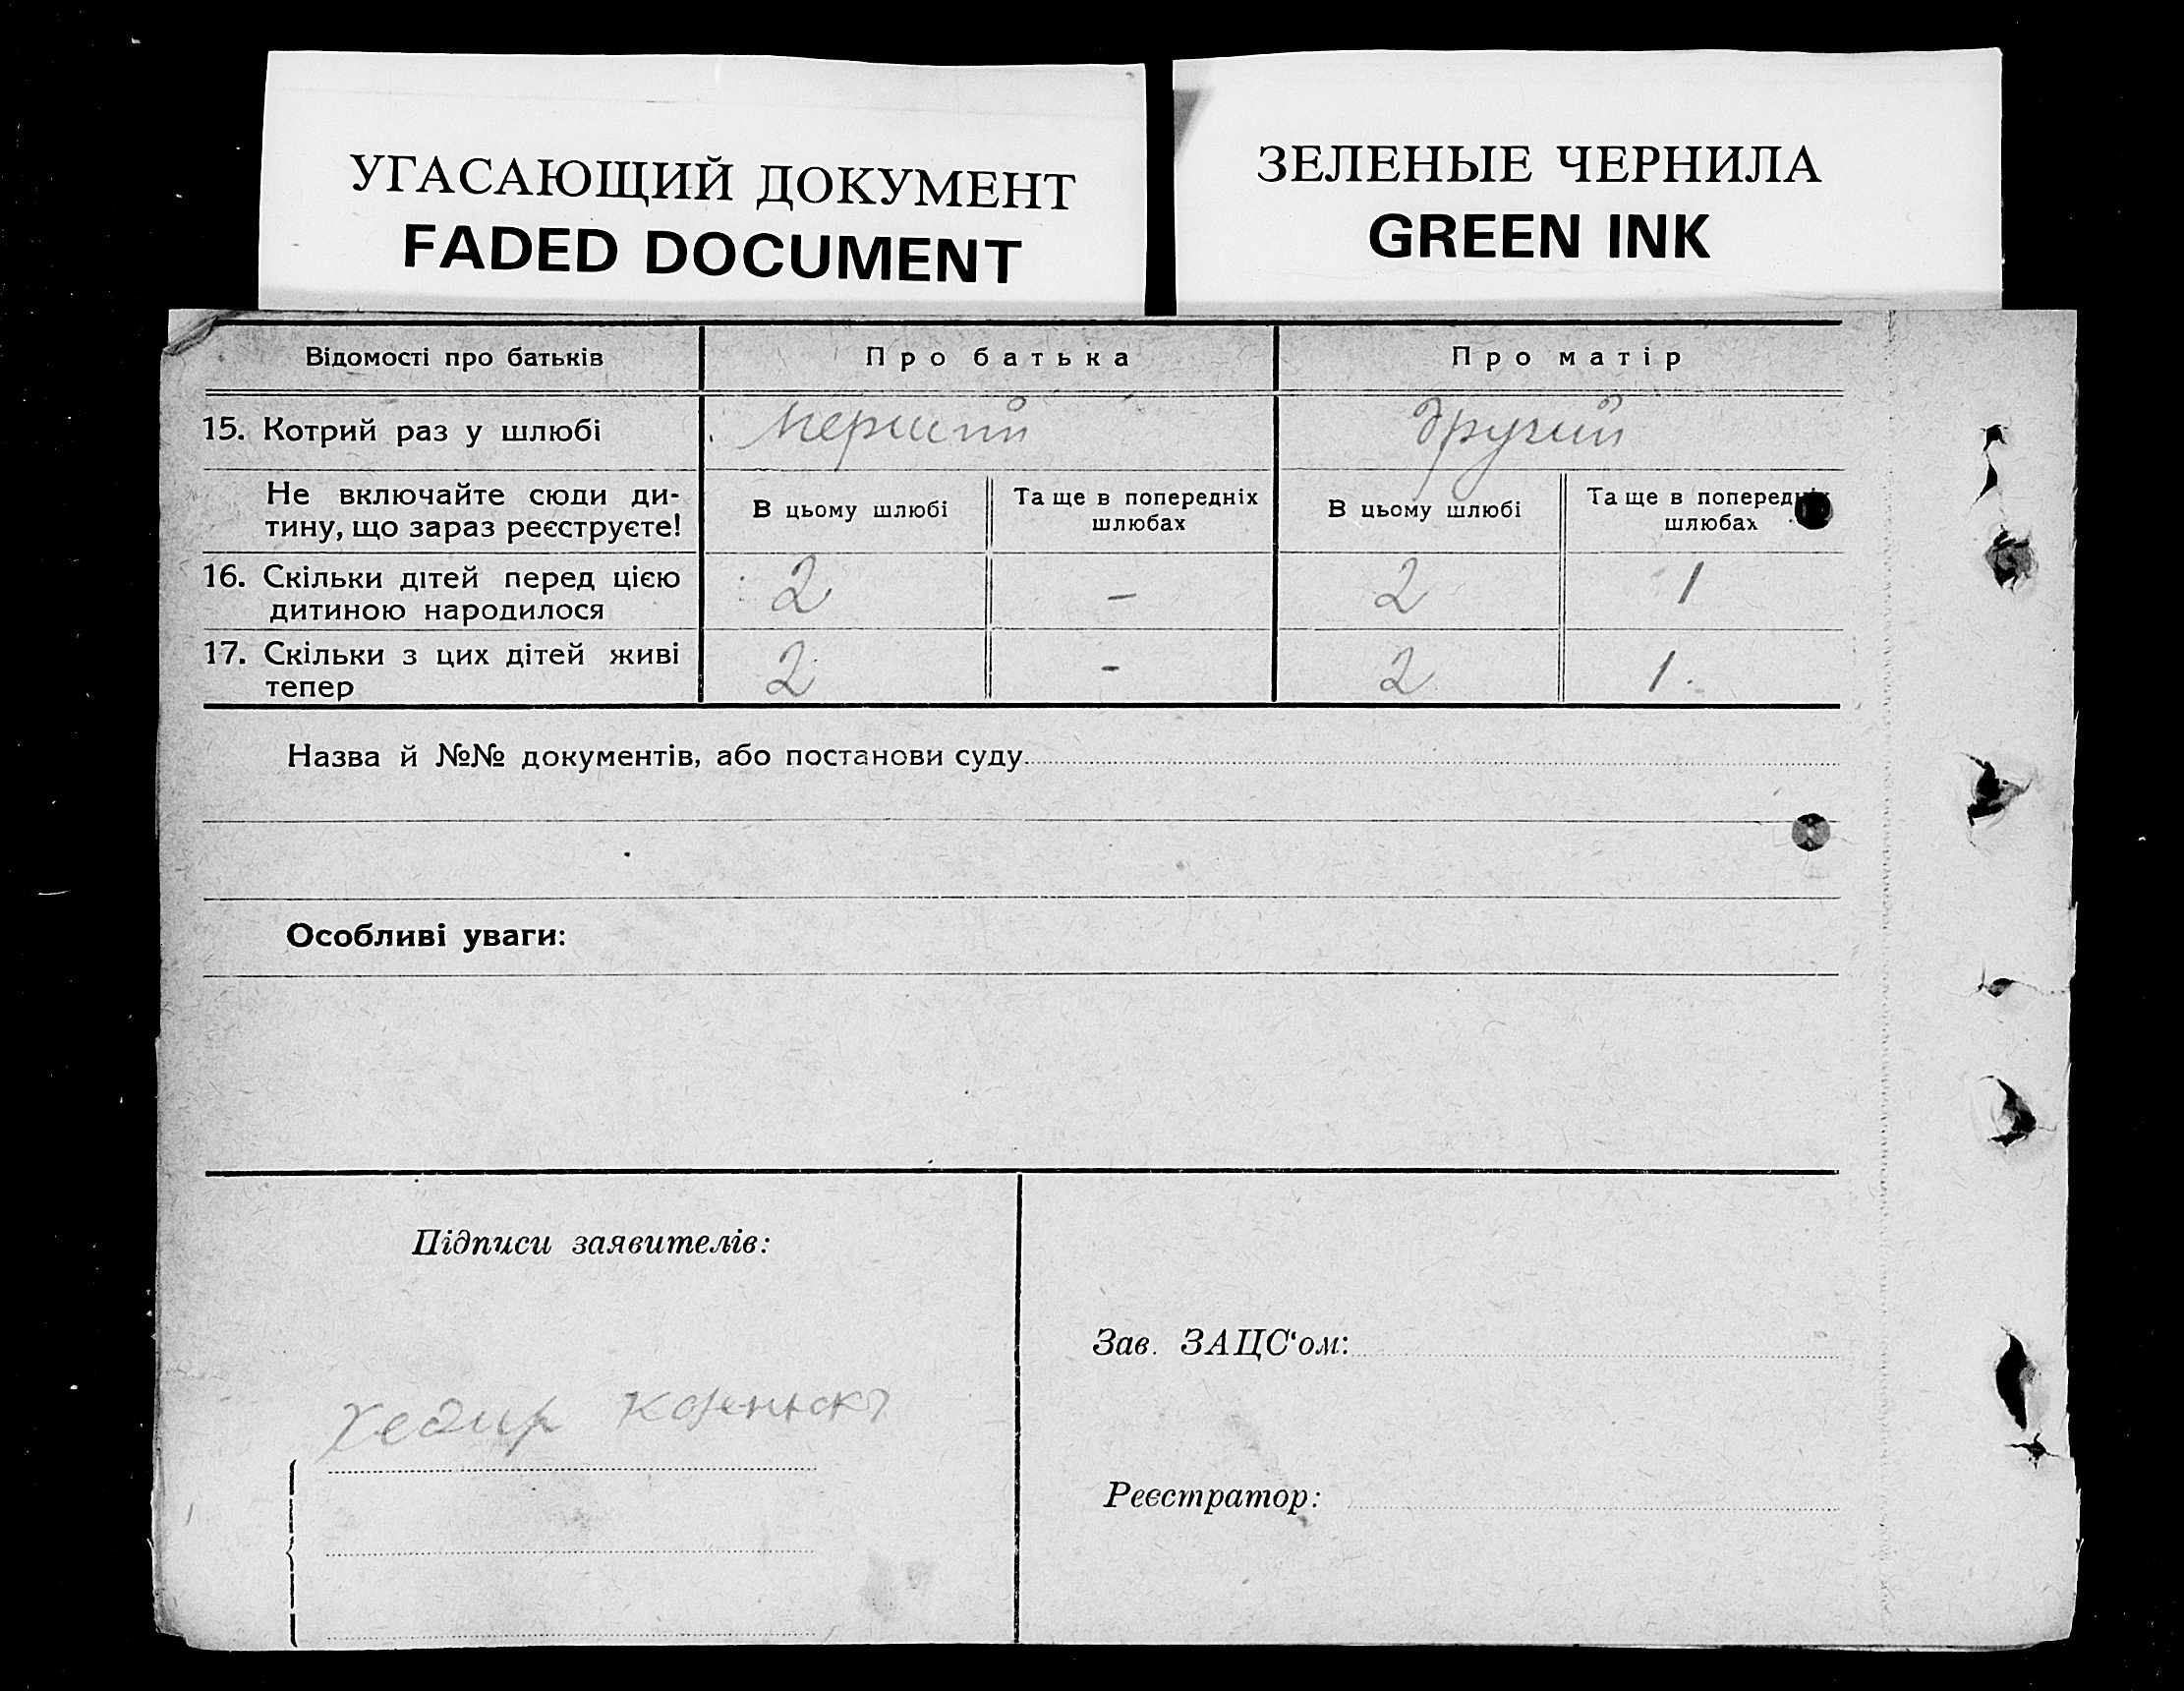 УГАСАЮЩИЙ ДОКУМЕНТ
FADED DOCUMENT
ЗЕЛЕНЫЕ ЧЕРНИЛА
GREEN INK
Відомості про батьків
Про батька
Про матір
15. Котрий раз у шлюбі
перший
другий
Не включайте сюди ди-
тину, що зараз реєструєте!
В цьому шлюбі
Та ще в попередніх
шлюбах
В цьому шлюбі
Та ще в попередніх
шлюбах
16. Скільки дітей перед цією
дитиною народилося
2
-
2
1
17. Скільки з цих дітей живі
тепер
2
-
2
1.
Назва й №№ документів, або постанови суду
Особливі уваги:
Підписи заявителів:
Зав. ЗАЦС‘ом:
Реєстратор: